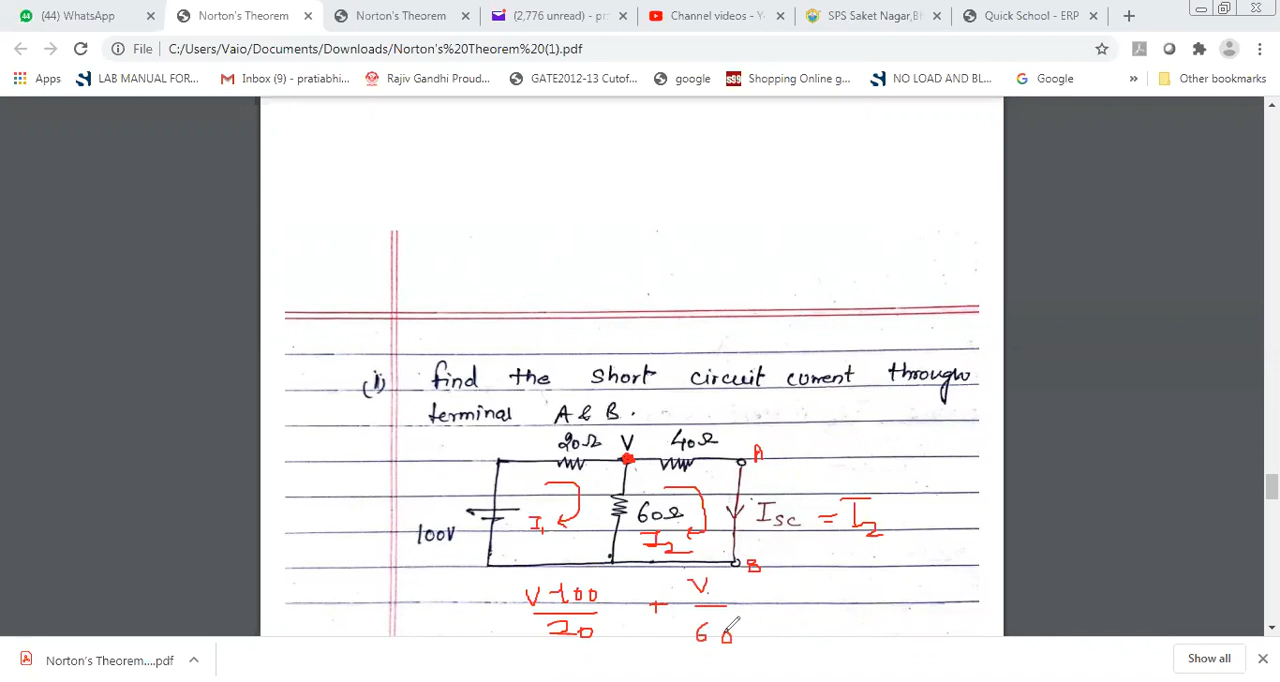 (44) WhatsApp
Norton's Theorem
Norton's Theorem
(2,776 unread) - pr
Channel videos - Y
SPS Saket Nagar,B
Quick School - ERP
File
C:/Users/Vaio/Documents/Downloads/Norton's%20Theorem%20(1).pdf
Apps
LAB MANUAL FOR...
Inbox (9) - pratiabhi...
Rajiv Gandhi Proud...
GATE2012-13 Cutof...
google
Shopping Online g...
NO LOAD AND BL...
Google
»
Other bookmarks
(i) find the short circuit current through
terminal A & B.
20Ω V 40Ω
A
100V I1 60Ω I2 Isc = I2
B
V-100/20 + V/60
Norton's Theorem....pdf
Show all